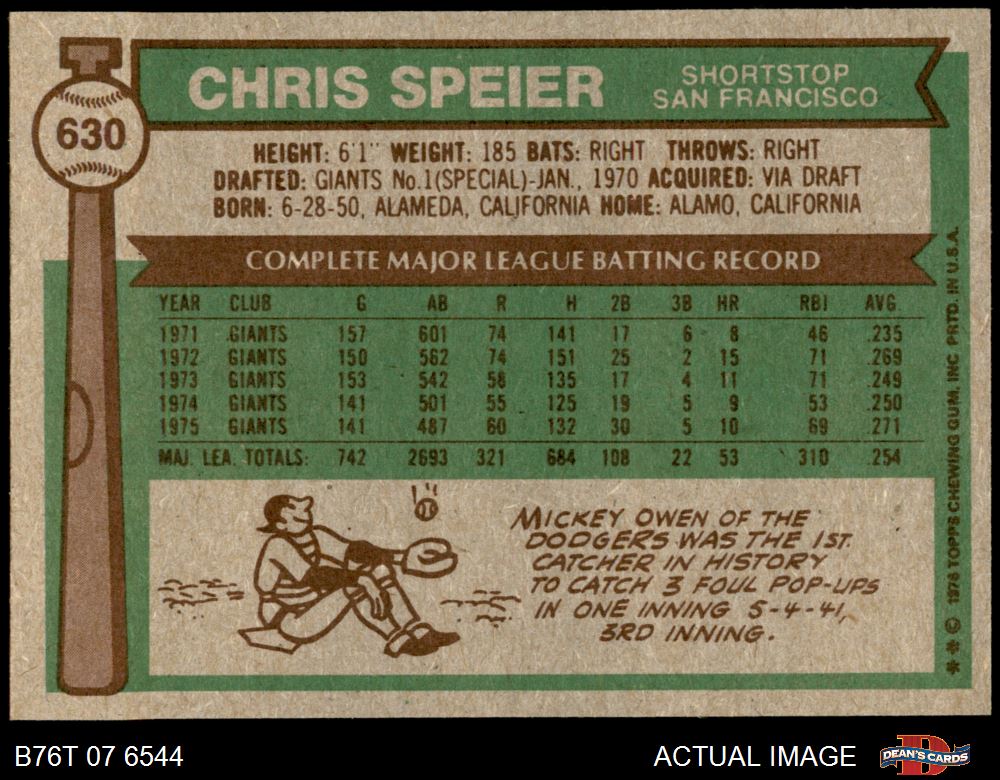 CHRIS SPEIER
SHORTSTOP
SAN FRANCISCO
630
HEIGHT: 6'1" WEIGHT: 185 BATS: RIGHT THROWS: RIGHT
DRAFTED: GIANTS No.1(SPECIAL)-JAN., 1970 ACQUIRED: VIA DRAFT
BORN: 6-28-50, ALAMEDA, CALIFORNIA HOME: ALAMO, CALIFORNIA
COMPLETE MAJOR LEAGUE BATTING RECORD
YEAR CLUB G AB R H 2B 3B HR RBI AVG.
1971 GIANTS 157 601 74 141 17 6 8 46 .235
1972 GIANTS 150 562 74 151 25 2 15 71 .269
1973 GIANTS 153 542 58 135 17 4 11 71 .249
1974 GIANTS 141 501 55 125 19 5 9 53 .250
1975 GIANTS 141 487 60 132 30 5 10 69 .271
MAJ. LEA. TOTALS: 742 2693 321 684 108 22 53 310 .254
MICKEY OWEN OF THE
DODGERS WAS THE 1ST.
CATCHER IN HISTORY
TO CATCH 3 FOUL POP-UPS
IN ONE INNING 5-4-41,
3RD INNING.
** © 1976 TOPPS CHEWING GUM, INC. PRTD. IN U.S.A.
B76T 07 6544
ACTUAL IMAGE
D
DEAN'S CARDS